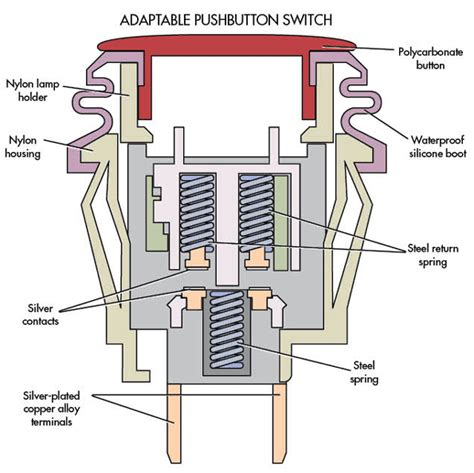 ADAPTABLE PUSHBUTTON SWITCH
Polycarbonate
button
Nylon lamp
holder
Nylon
housing
Waterproof
silicone boot
Steel return
spring
Silver
contacts
Steel
spring
Silver-plated
copper alloy
terminals